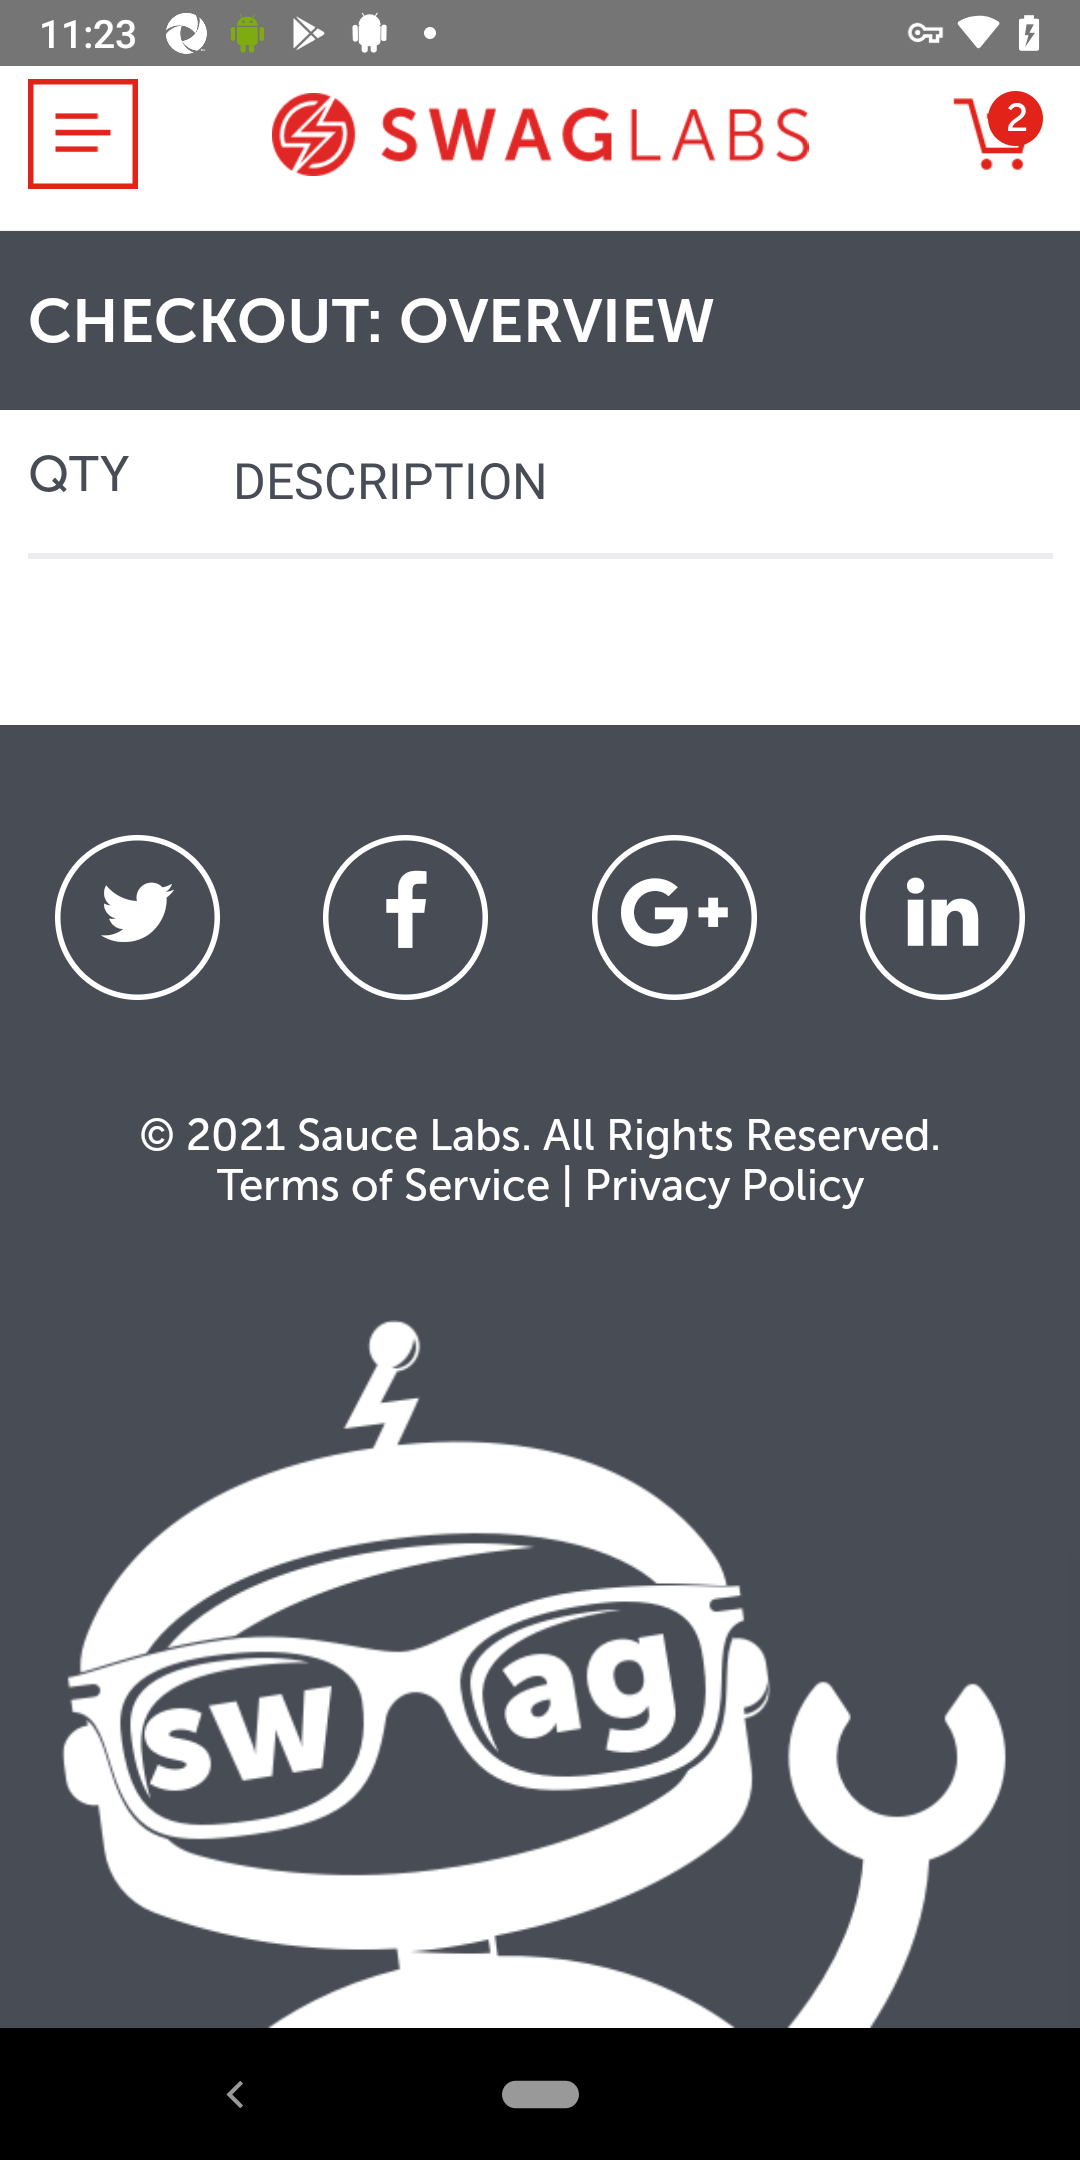 11:23
SWAGLABS
2
CHECKOUT: OVERVIEW
QTY DESCRIPTION
© 2021 Sauce Labs. All Rights Reserved.
Terms of Service | Privacy Policy
sw ag